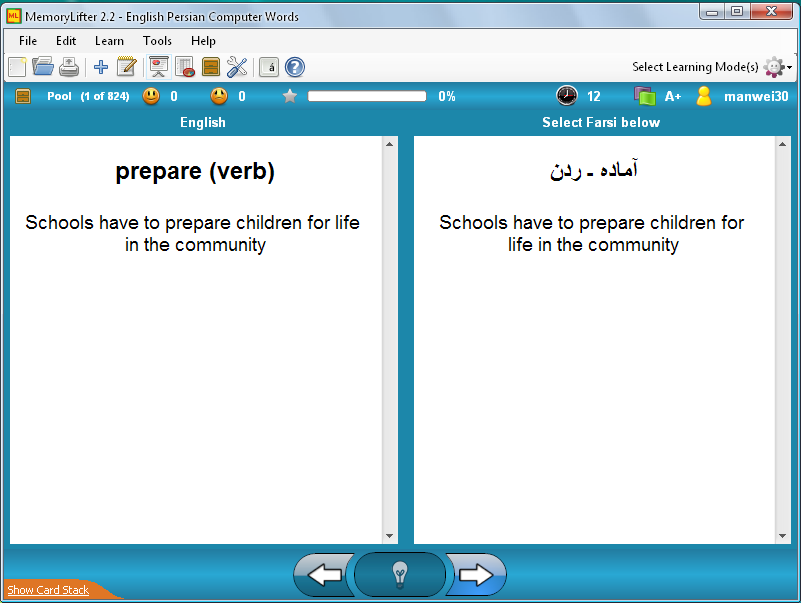 MemoryLifter 2.2 - English Persian Computer Words
File Edit Learn Tools Help
Select Learning Mode(s)
Pool (1 of 824) 0 0 0% 12 A+ manwei30
English
Select Farsi below
prepare (verb)
Schools have to prepare children for life
in the community
آماده - ردن
Schools have to prepare children for
life in the community
Show Card Stack